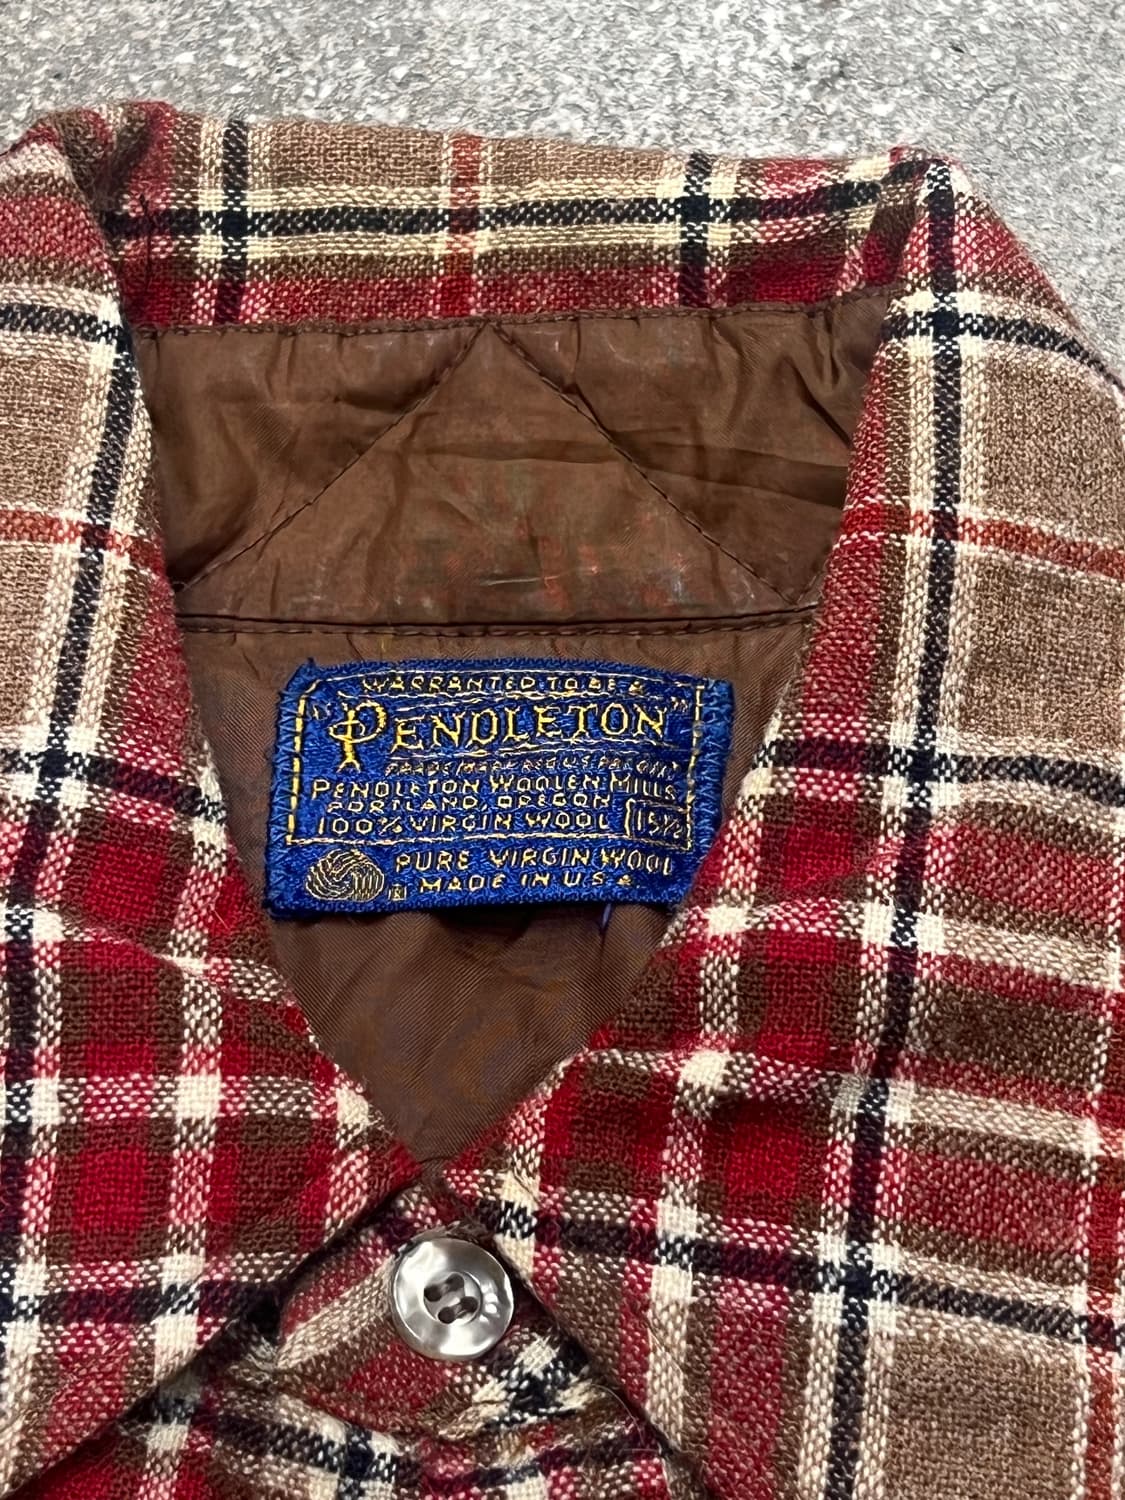 WARRANTED TO BE A
"PENDLETON"
TRADE MARK REG. U.S. PAT. OFF.
PENDLETON WOOLEN MILLS
PORTLAND, OREGON
100% VIRGIN WOOL 15½
PURE VIRGIN WOOL
R MADE IN U.S.A.